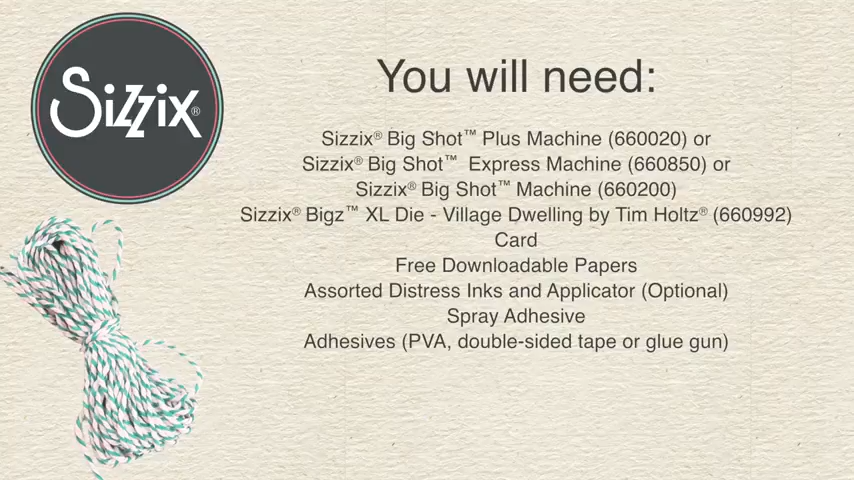 Sizzix®
You will need:
Sizzix® Big Shot™ Plus Machine (660020) or
Sizzix® Big Shot™ Express Machine (660850) or
Sizzix® Big Shot™ Machine (660200)
Sizzix® Bigz™ XL Die - Village Dwelling by Tim Holtz® (660992)
Card
Free Downloadable Papers
Assorted Distress Inks and Applicator (Optional)
Spray Adhesive
Adhesives (PVA, double-sided tape or glue gun)